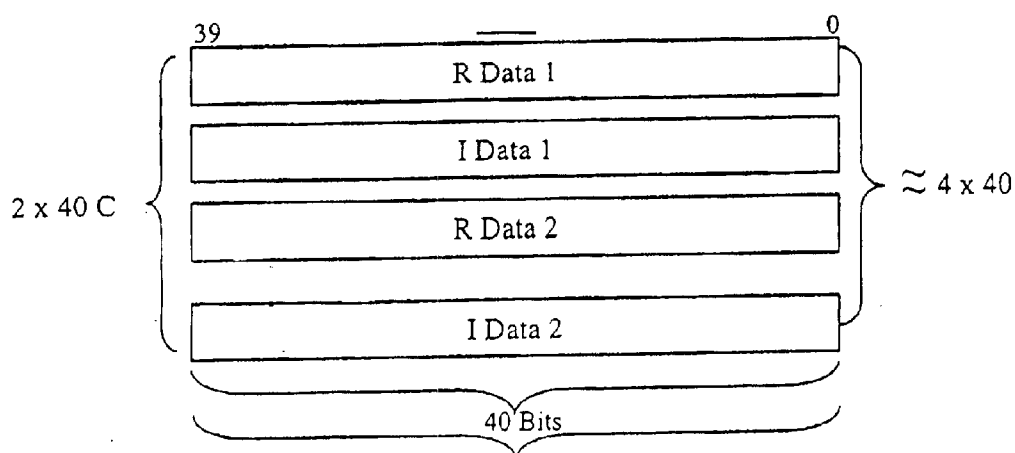 39 0
R Data 1
I Data 1
2 x 40 C ≈ 4 x 40
R Data 2
I Data 2
40 Bits